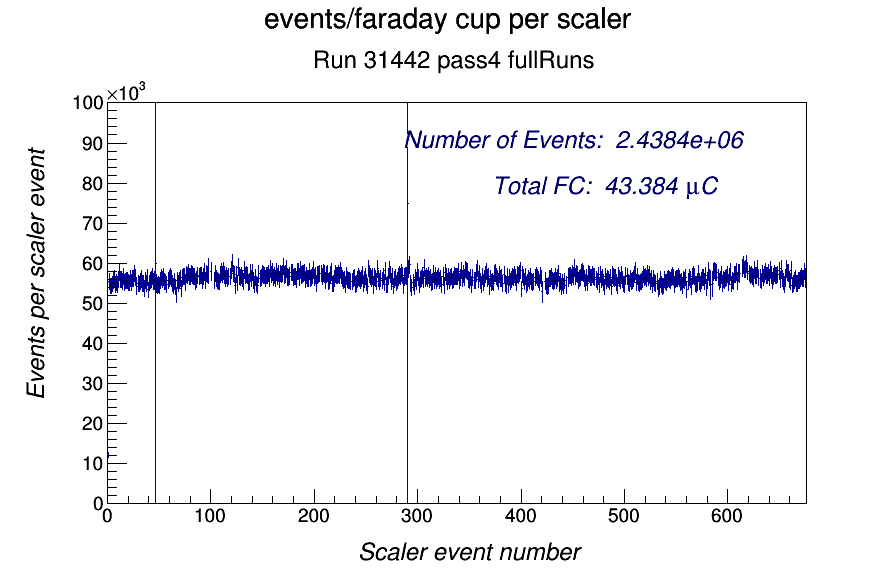 events/faraday cup per scaler
Run 31442 pass4 fullRuns
×10³
100
90
80
70
60
50
40
30
20
10
0
Events per scaler event
Number of Events: 2.4384e+06
Total FC: 43.384 μC
0 100 200 300 400 500 600
Scaler event number